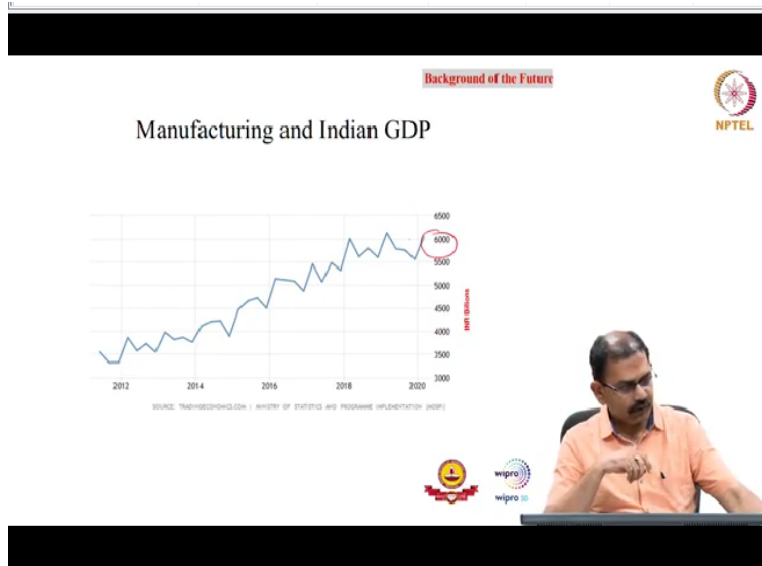 Background of the Future
NPTEL
Manufacturing and Indian GDP
6500
6000
5500
5000
4500
4000
3500
3000
INR Billions
2012 2014 2016 2018 2020
SOURCE: TRADINGECONOMICS.COM | MINISTRY OF STATISTICS AND PROGRAMME IMPLEMENTATION (MOSPI)
wipro
wipro 3D